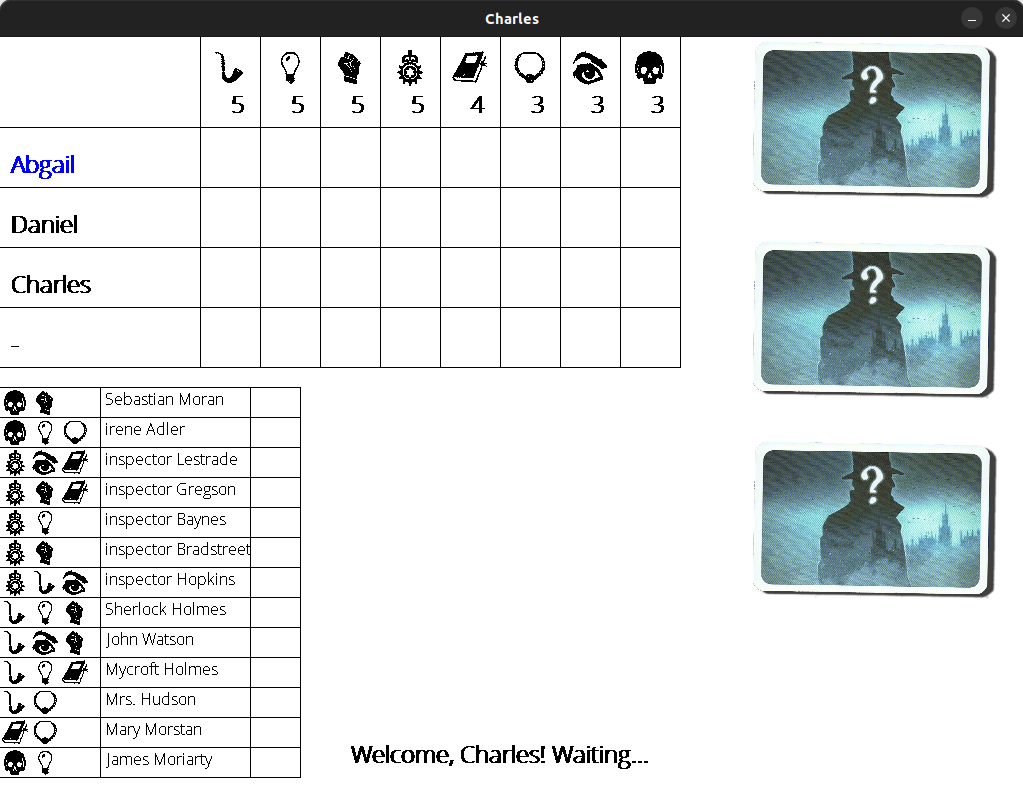 Charles
5 5 5 5 4 3 3 3
Abgail
Daniel
Charles
_
Sebastian Moran
irene Adler
inspector Lestrade
inspector Gregson
inspector Baynes
inspector Bradstreet
inspector Hopkins
Sherlock Holmes
John Watson
Mycroft Holmes
Mrs. Hudson
Mary Morstan
James Moriarty
Welcome, Charles! Waiting...
?
?
?